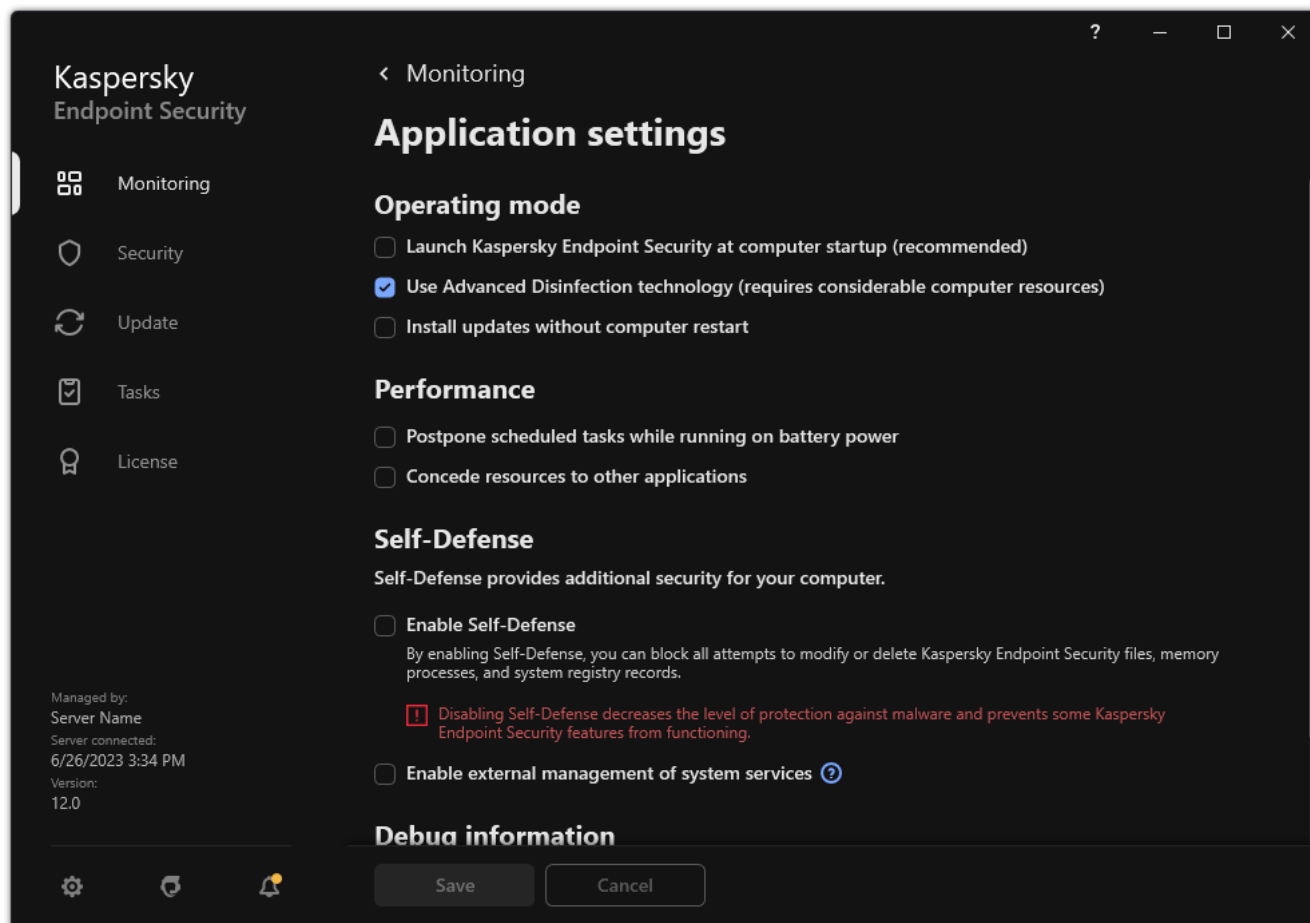 ?
Kaspersky
Endpoint Security
Monitoring
Security
Update
Tasks
License
Managed by:
Server Name
Server connected:
6/26/2023 3:34 PM
Version:
12.0
Monitoring
Application settings
Operating mode
Launch Kaspersky Endpoint Security at computer startup (recommended)
Use Advanced Disinfection technology (requires considerable computer resources)
Install updates without computer restart
Performance
Postpone scheduled tasks while running on battery power
Concede resources to other applications
Self-Defense
Self-Defense provides additional security for your computer.
Enable Self-Defense
By enabling Self-Defense, you can block all attempts to modify or delete Kaspersky Endpoint Security files, memory
processes, and system registry records.
Disabling Self-Defense decreases the level of protection against malware and prevents some Kaspersky
Endpoint Security features from functioning.
Enable external management of system services ?
Debug information
Save
Cancel